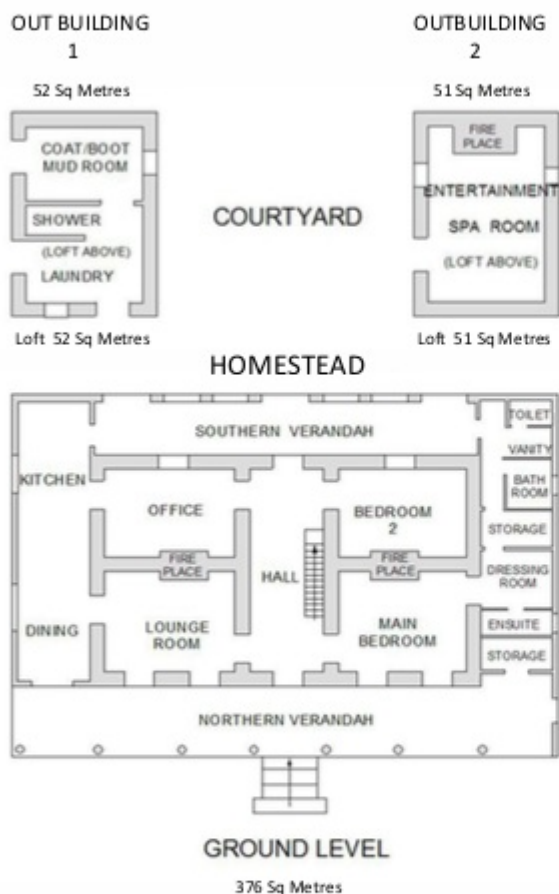 OUT BUILDING
1
52 Sq Metres
OUTBUILDING
2
51 Sq Metres
COAT/BOOT
MUD ROOM
SHOWER
(LOFT ABOVE)
LAUNDRY
COURTYARD
FIRE
PLACE
ENTERTAINMENT
SPA ROOM
(LOFT ABOVE)
Loft 52 Sq Metres
Loft 51 Sq Metres
HOMESTEAD
SOUTHERN VERANDAH
TOILET
VANITY
KITCHEN
BATH
ROOM
OFFICE
BEDROOM
2
STORAGE
FIRE
PLACE
HALL
FIRE
PLACE
DRESSING
ROOM
DINING
LOUNGE
ROOM
MAIN
BEDROOM
ENSUITE
STORAGE
NORTHERN VERANDAH
GROUND LEVEL
376 Sq Metres